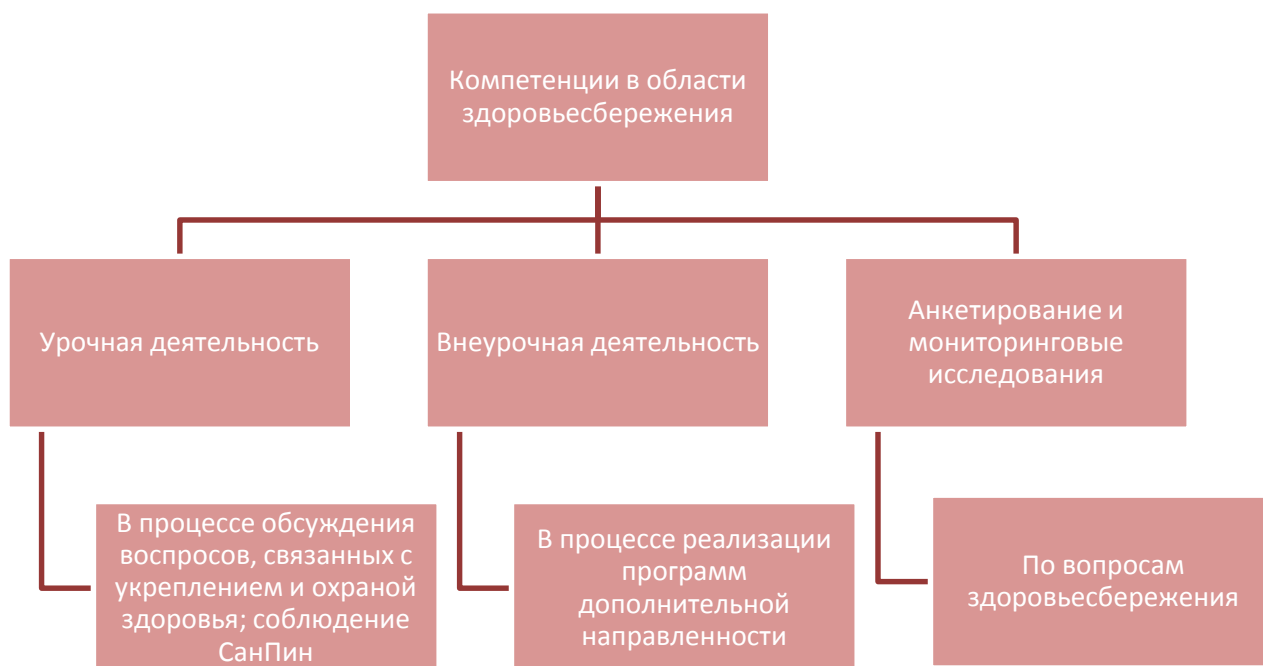 Компетенции в области
здоровьесбережения
Урочная деятельность
Внеурочная деятельность
Анкетирование и
мониторинговые
исследования
В процессе обсуждения
воспросов, связанных с
укреплением и охраной
здоровья; соблюдение
СанПин
В процессе реализации
программ
дополнительной
направленности
По вопросам
здоровьесбережения